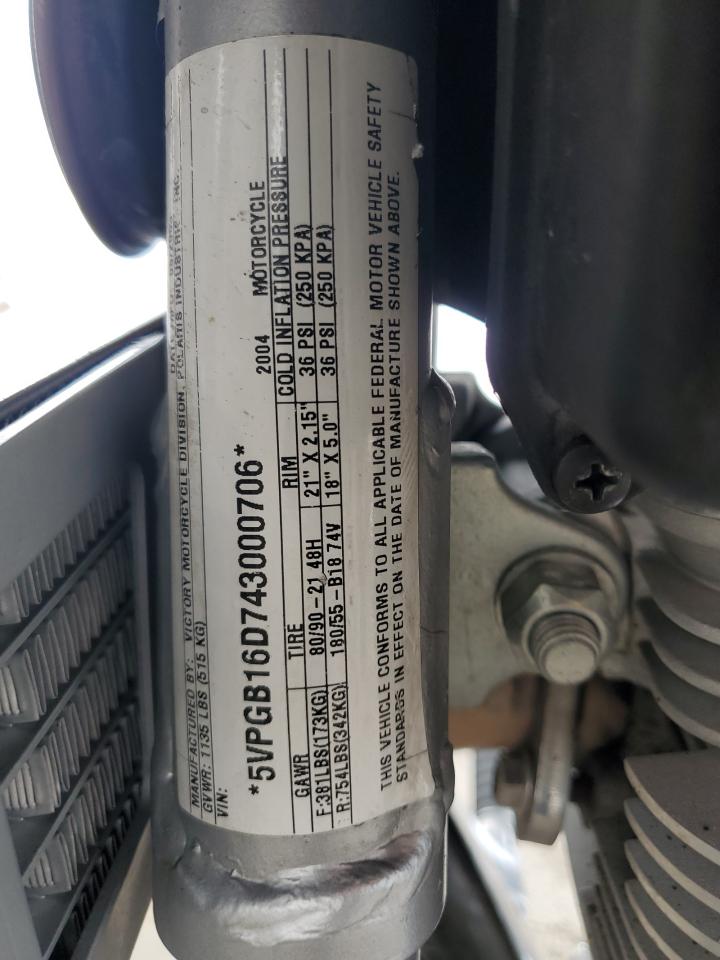 MANUFACTURED BY: VICTORY MOTORCYCLE DIVISION, POLARIS INDUSTRIES INC.
GVWR: 1135 LBS (515 KG)
VIN:
*5VPGB16D743000706* 2004 MOTORCYCLE
GAWR TIRE RIM COLD INFLATION PRESSURE
F:381LBS(173KG) 80/90-21 48H 21" X 2.15" 36 PSI (250 KPA)
R:754LBS(342KG) 180/55-B18 74V 18" X 5.0" 36 PSI (250 KPA)
THIS VEHICLE CONFORMS TO ALL APPLICABLE FEDERAL MOTOR VEHICLE SAFETY
STANDARDS IN EFFECT ON THE DATE OF MANUFACTURE SHOWN ABOVE.